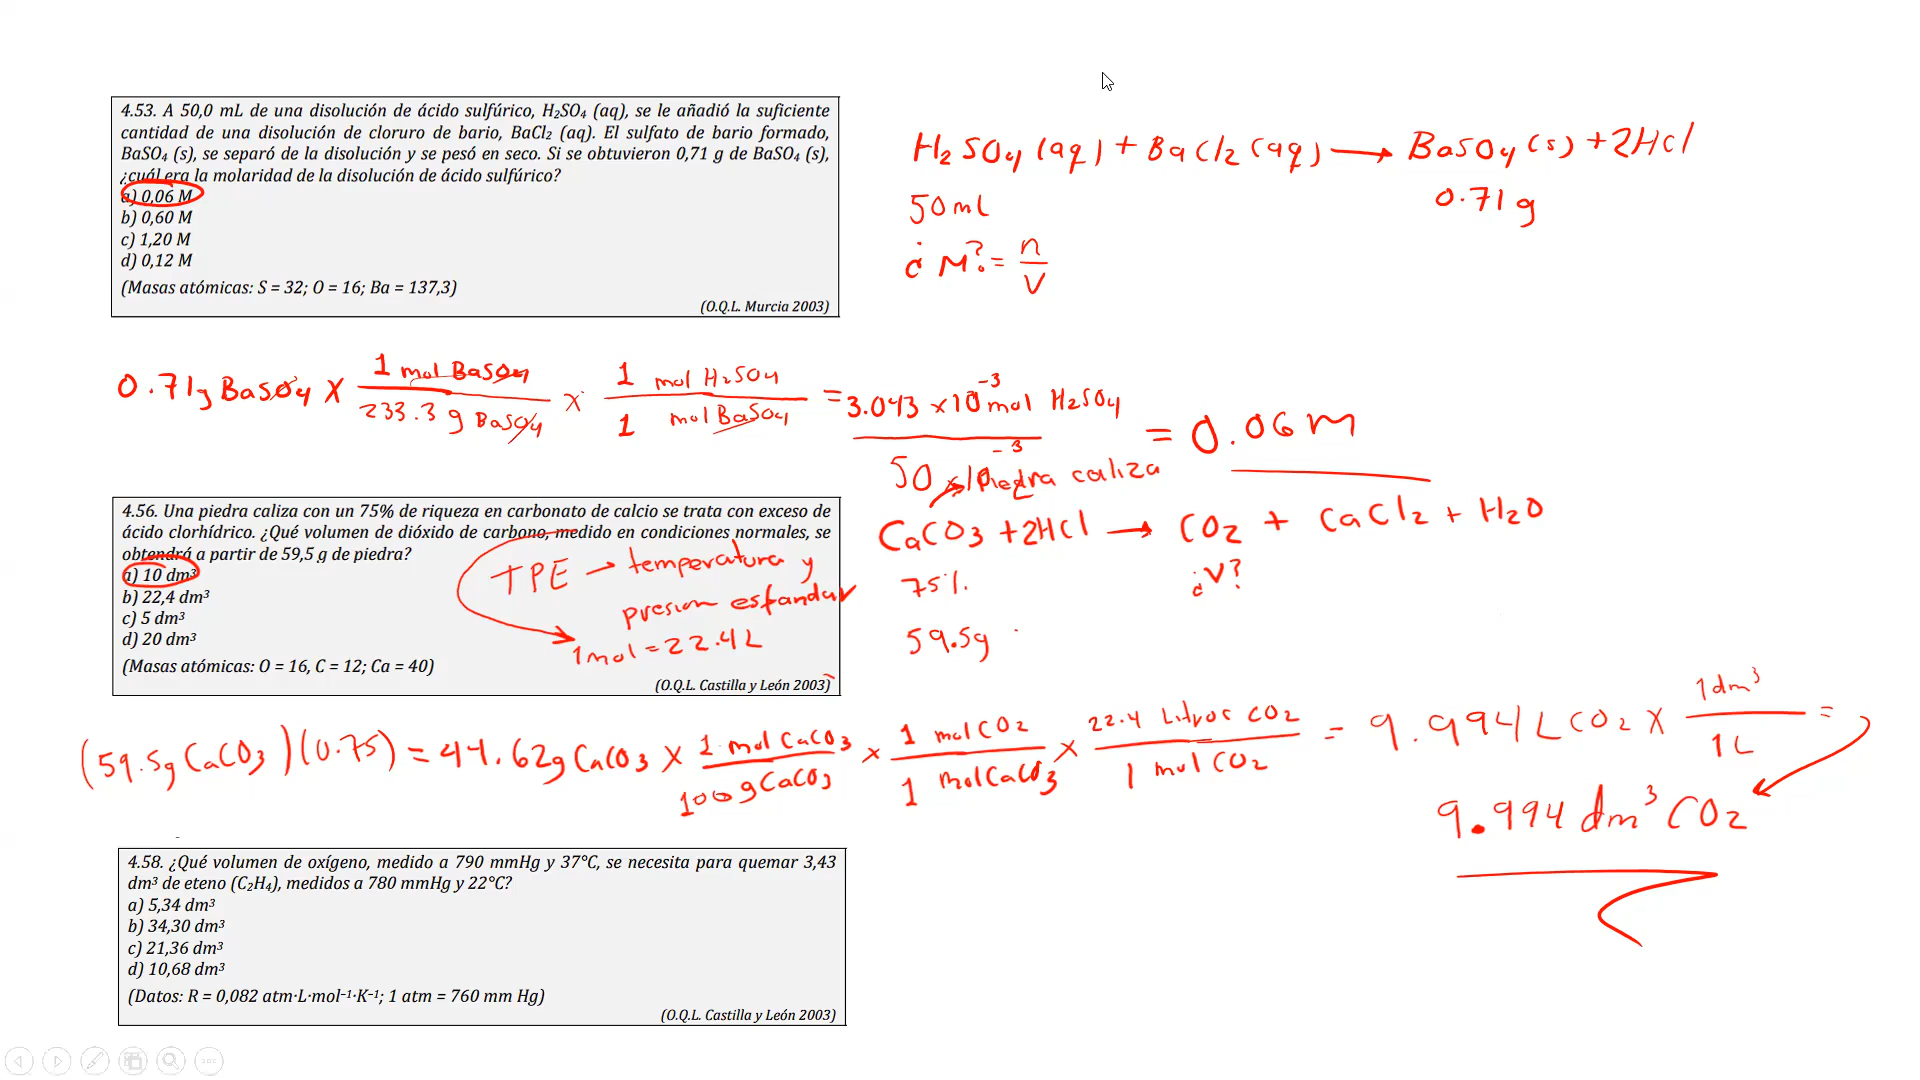 4.53. A 50,0 mL de una disolución de ácido sulfúrico, H₂SO₄ (aq), se le añadió la suficiente
cantidad de una disolución de cloruro de bario, BaCl₂ (aq). El sulfato de bario formado,
BaSO₄ (s), se separó de la disolución y se pesó en seco. Si se obtuvieron 0,71 g de BaSO₄ (s),
¿cuál era la molaridad de la disolución de ácido sulfúrico?
a) 0,06 M
b) 0,60 M
c) 1,20 M
d) 0,12 M
(Masas atómicas: S = 32; O = 16; Ba = 137,3)
(O.Q.L. Murcia 2003)
H₂SO₄ (aq) + BaCl₂ (aq) → BaSO₄ (s) + 2HCl
50 ml
0.71 g
¿M? = n/V
0.71g BaSO₄ x 1 mol BaSO₄ / 233.3 g BaSO₄ x 1 mol H₂SO₄ / 1 mol BaSO₄ = 3.043 x 10⁻³ mol H₂SO₄ / 50 x 10⁻³ = 0.06 M
Piedra caliza
4.56. Una piedra caliza con un 75% de riqueza en carbonato de calcio se trata con exceso de
ácido clorhídrico. ¿Qué volumen de dióxido de carbono, medido en condiciones normales, se
obtendrá a partir de 59,5 g de piedra?
a) 10 dm³
b) 22,4 dm³
c) 5 dm³
d) 20 dm³
(Masas atómicas: O = 16, C = 12; Ca = 40)
(O.Q.L. Castilla y León 2003)
TPE → temperatura y
presion estandar
1 mol = 22.4 L
CaCO₃ + 2HCl → CO₂ + CaCl₂ + H₂O
75%
¿V?
59.5g
(59.5g CaCO₃)(0.75) = 44.62g CaCO₃ x 1 mol CaCO₃ / 100 g CaCO₃ x 1 mol CO₂ / 1 mol CaCO₃ x 22.4 Litros CO₂ / 1 mol CO₂ = 9.994 L CO₂ x 1 dm³ / 1 L =
9.994 dm³ CO₂
4.58. ¿Qué volumen de oxígeno, medido a 790 mmHg y 37°C, se necesita para quemar 3,43
dm³ de eteno (C₂H₄), medidos a 780 mmHg y 22°C?
a) 5,34 dm³
b) 34,30 dm³
c) 21,36 dm³
d) 10,68 dm³
(Datos: R = 0,082 atm·L·mol⁻¹·K⁻¹; 1 atm = 760 mm Hg)
(O.Q.L. Castilla y León 2003)